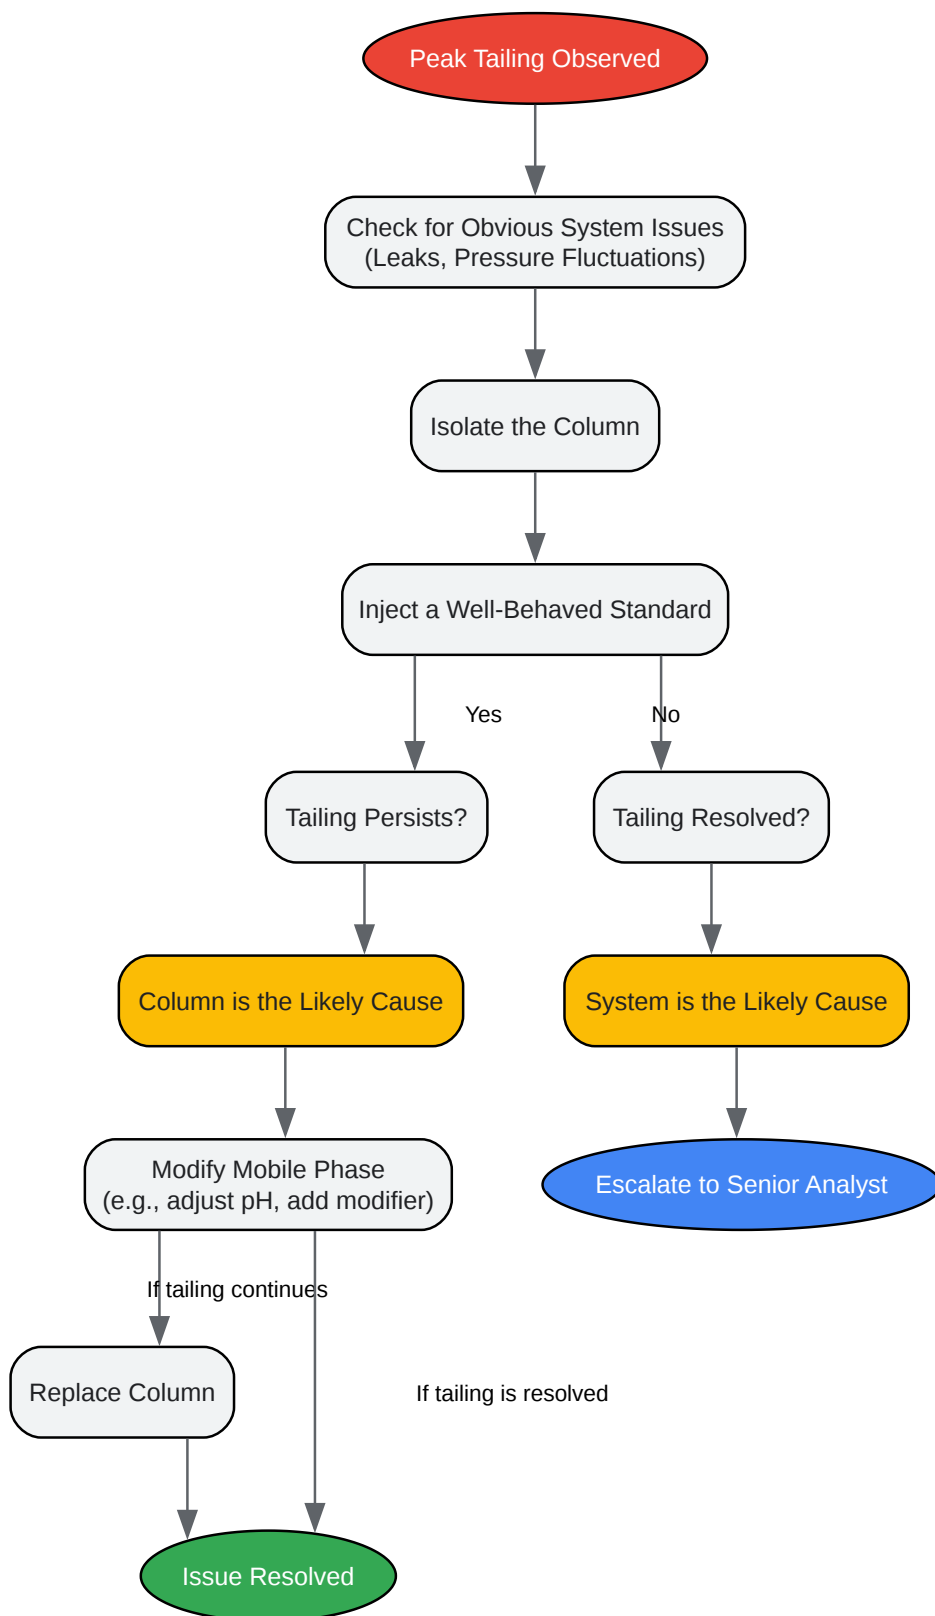 Peak Tailing Observed
Check for Obvious System Issues
(Leaks, Pressure Fluctuations)
Isolate the Column
Inject a Well-Behaved Standard
Yes
No
Tailing Persists?
Tailing Resolved?
Column is the Likely Cause
System is the Likely Cause
Modify Mobile Phase
(e.g., adjust pH, add modifier)
Escalate to Senior Analyst
If tailing continues
Replace Column
If tailing is resolved
Issue Resolved